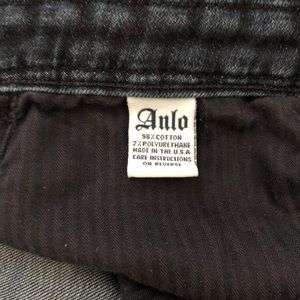 Anlo
98% COTTON
2% POLYURETHANE
MADE IN THE U.S.A
CARE INSTRUCTIONS
ON REVERSE